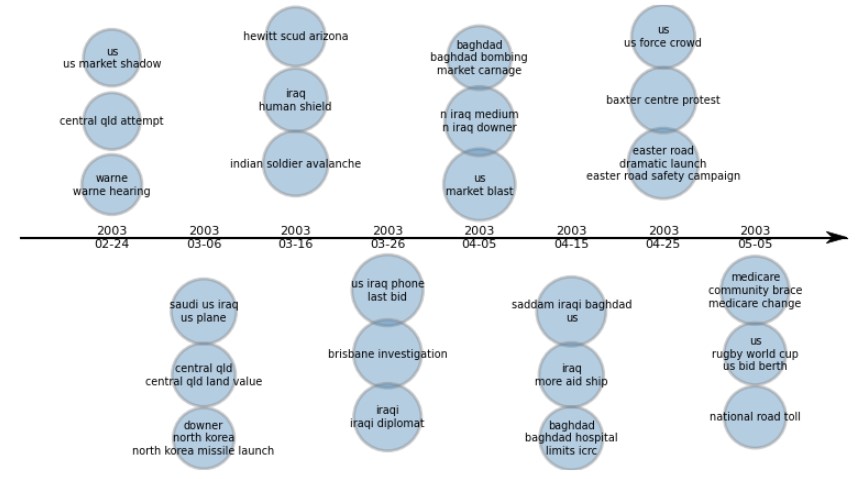 us
us market shadow
central qld attempt
warne
warne hearing
hewitt scud arizona
iraq
human shield
indian soldier avalanche
baghdad
baghdad bombing
market carnage
n iraq medium
n iraq downer
us
market blast
us
us force crowd
baxter centre protest
easter road
dramatic launch
easter road safety campaign
2003
02-24
2003
03-06
2003
03-16
2003
03-26
2003
04-05
2003
04-15
2003
04-25
2003
05-05
saudi us iraq
us plane
central qld
central qld land value
downer
north korea
north korea missile launch
us iraq phone
last bid
brisbane investigation
iraqi
iraqi diplomat
saddam iraqi baghdad
us
iraq
more aid ship
baghdad
baghdad hospital
limits icrc
medicare
community brace
medicare change
us
rugby world cup
us bid berth
national road toll